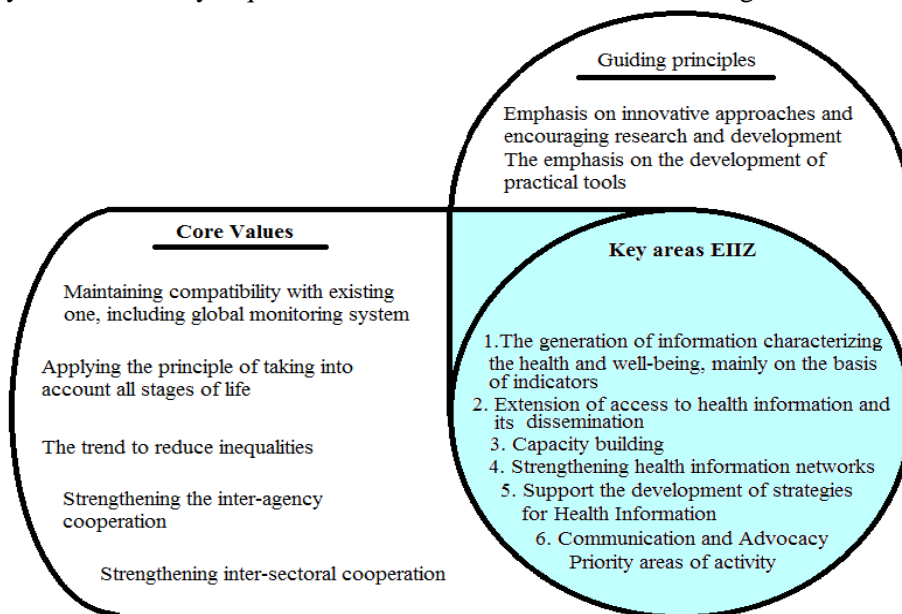 Guiding principles
Emphasis on innovative approaches and
encouraging research and development
The emphasis on the development of
practical tools
Core Values
Maintaining compatibility with existing
one, including global monitoring system
Applying the principle of taking into
account all stages of life
The trend to reduce inequalities
Strengthening the inter-agency
cooperation
Strengthening inter-sectoral cooperation
Key areas EIIZ
1.The generation of information characterizing
the health and well-being, mainly on the basis
of indicators
2. Extension of access to health information and
its dissemination
3. Capacity building
4. Strengthening health information networks
5. Support the development of strategies
for Health Information
6. Communication and Advocacy
Priority areas of activity